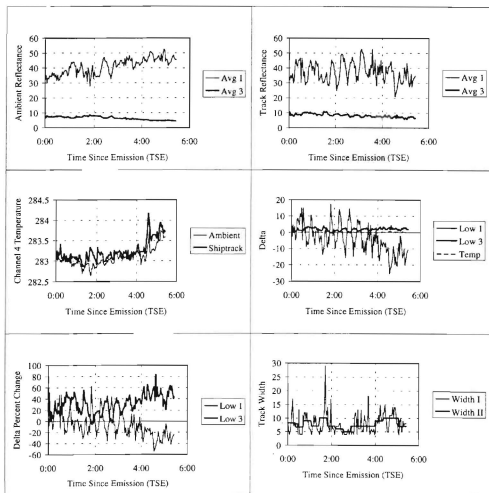 Ambient Reflectance
60
50
40
30
20
10
0
0:00 2:00 4:00 6:00
Time Since Emission (TSE)
Avg 1
Avg 3
Track Reflectance
60
50
40
30
20
10
0
0:00 2:00 4:00 6:00
Time Since Emission (TSE)
Avg 1
Avg 3
Channel 4 Temperature
284.5
284
283.5
283
282.5
0:00 2:00 4:00 6:00
Time Since Emission (TSE)
Ambient
Shiptrack
Delta
20
10
0
-10
-20
-30
0:00 2:00 4:00 6:00
Time Since Emission (TSE)
Low 1
Low 3
Temp
Delta Percent Change
100
80
60
40
20
0
-20
-40
-60
0:00 2:00 4:00 6:00
Time Since Emission (TSE)
Low 1
Low 3
Track Width
30
25
20
15
10
5
0
0:00 2:00 4:00 6:00
Time Since Emission (TSE)
Width I
Width II